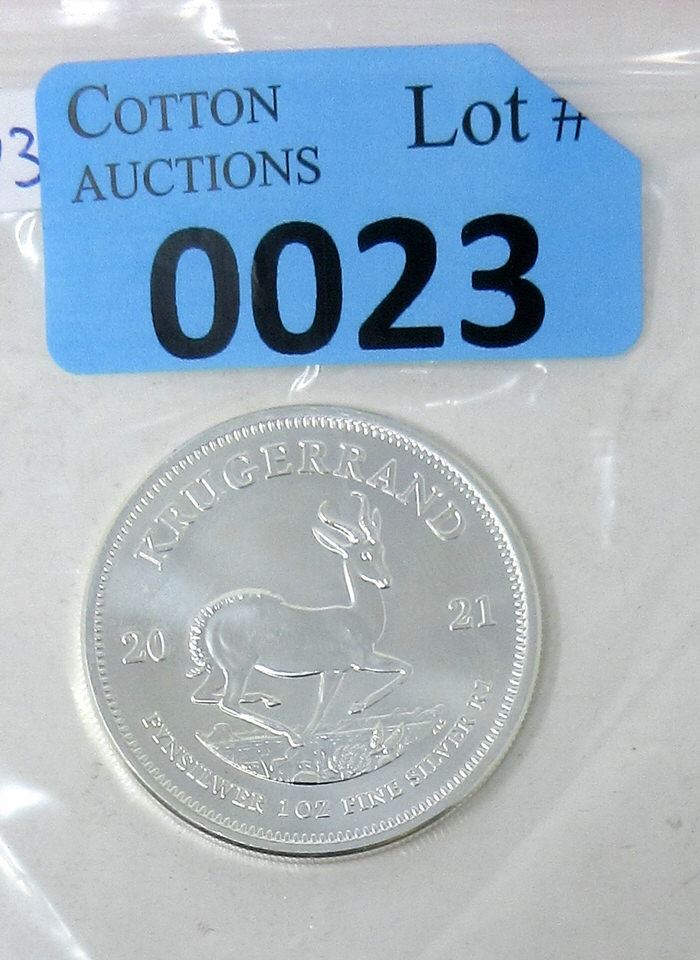 COTTON
AUCTIONS
Lot #
0023
KRUGERRAND
20 21
FYNSILWER 1 OZ FINE SILVER R1